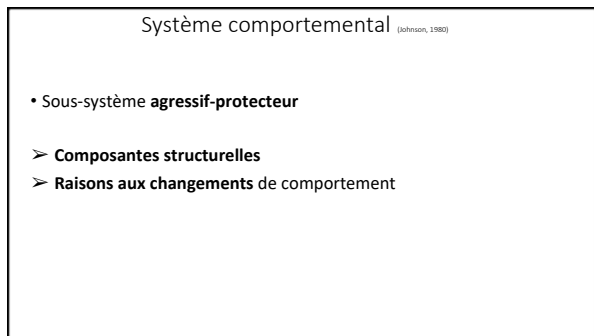 Système comportemental (Johnson, 1980)
• Sous-système agressif-protecteur
➢ Composantes structurelles
➢ Raisons aux changements de comportement